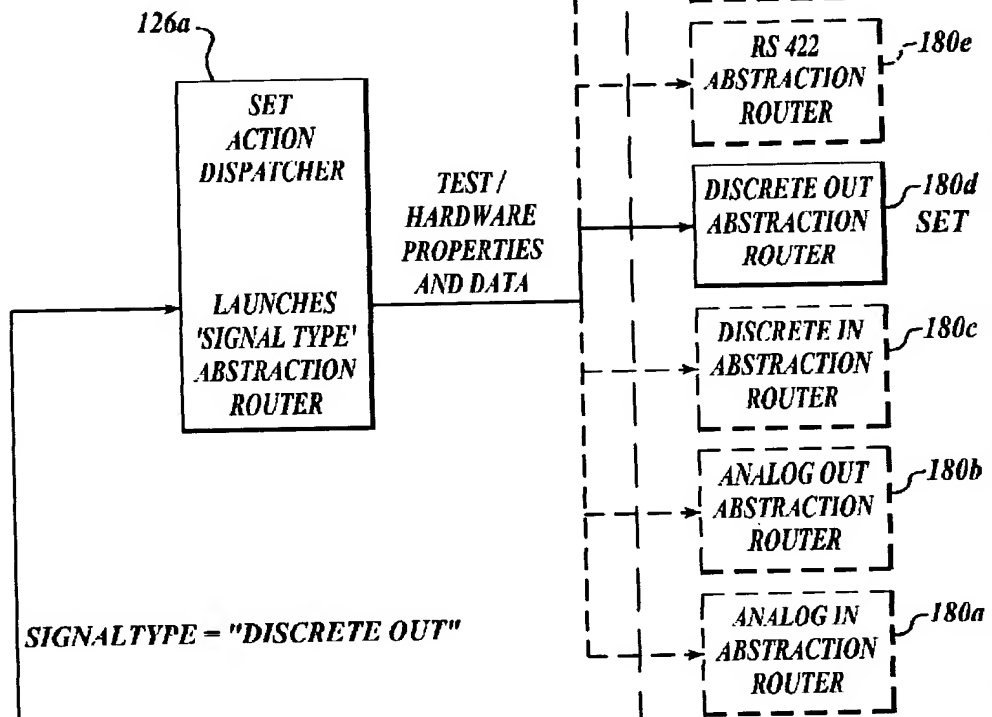 126a
SET
ACTION
DISPATCHER
LAUNCHES
'SIGNAL TYPE'
ABSTRACTION
ROUTER
TEST /
HARDWARE
PROPERTIES
AND DATA
RS 422
ABSTRACTION
ROUTER
180e
DISCRETE OUT
ABSTRACTION
ROUTER
180d
SET
DISCRETE IN
ABSTRACTION
ROUTER
180c
ANALOG OUT
ABSTRACTION
ROUTER
180b
ANALOG IN
ABSTRACTION
ROUTER
180a
SIGNALTYPE = "DISCRETE OUT"